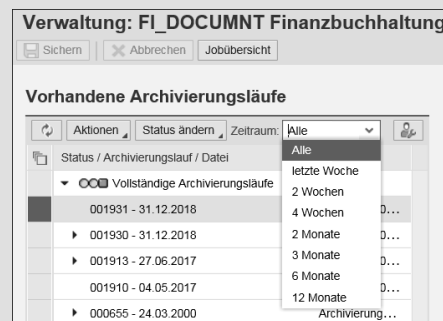 Verwaltung: FI_DOCUMNT Finanzbuchhaltung
Sichern Abbrechen Jobübersicht
Vorhandene Archivierungsläufe
Aktionen Status ändern Zeitraum: Alle
Status / Archivierungslauf / Datei
Alle
letzte Woche
2 Wochen
4 Wochen
2 Monate
3 Monate
6 Monate
12 Monate
Vollständige Archivierungsläufe
001931 - 31.12.2018
001930 - 31.12.2018
001913 - 27.06.2017
001910 - 04.05.2017
000655 - 24.03.2000 Archivierung...